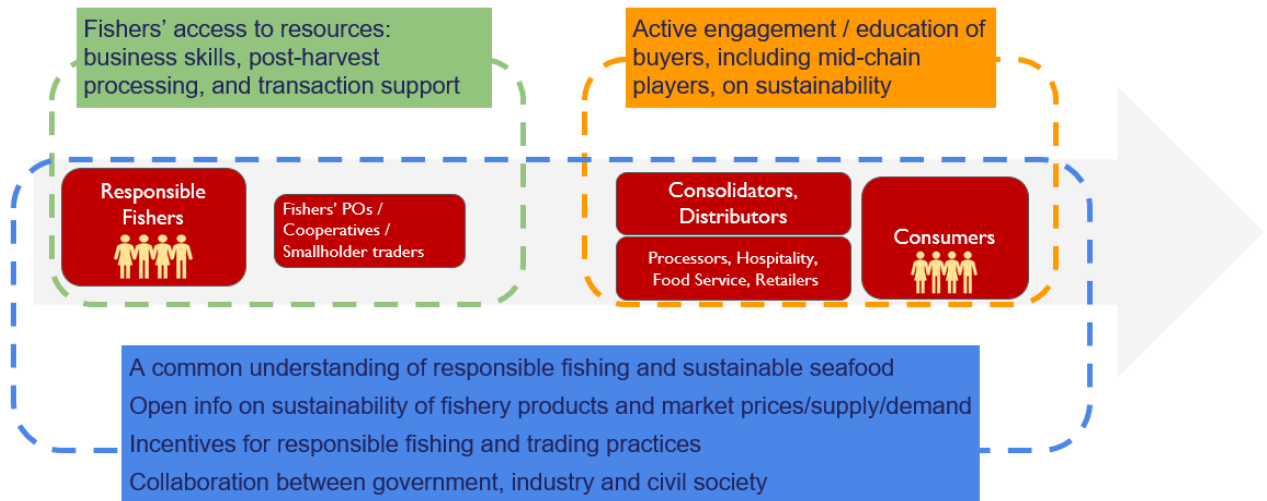 Fishers' access to resources:
business skills, post-harvest
processing, and transaction support
Active engagement / education of
buyers, including mid-chain
players, on sustainability
Responsible
Fishers
Fishers' POs /
Cooperatives /
Smallholder traders
Consolidators,
Distributors
Processors, Hospitality,
Food Service, Retailers
Consumers
A common understanding of responsible fishing and sustainable seafood
Open info on sustainability of fishery products and market prices/supply/demand
Incentives for responsible fishing and trading practices
Collaboration between government, industry and civil society